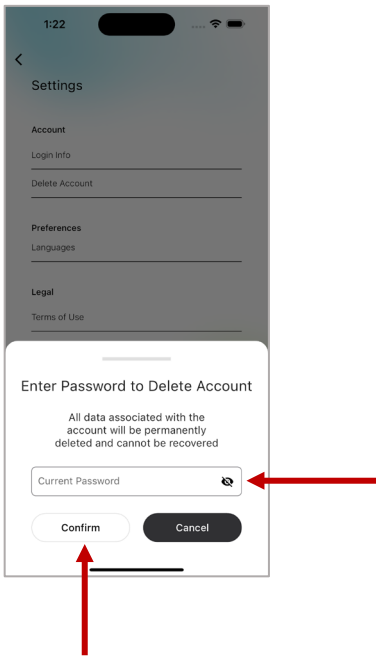 1:22
Settings
Account
Login Info
Delete Account
Preferences
Languages
Legal
Terms of Use
Enter Password to Delete Account
All data associated with the
account will be permanently
deleted and cannot be recovered
Current Password
Confirm Cancel